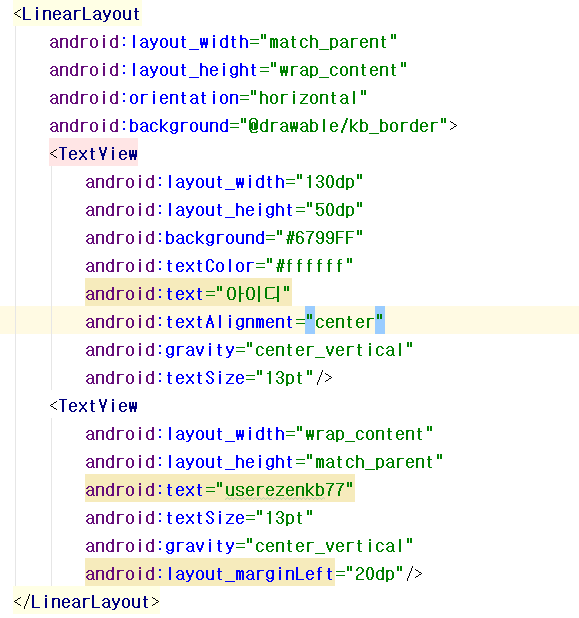 <LinearLayout
    android:layout_width="match_parent"
    android:layout_height="wrap_content"
    android:orientation="horizontal"
    android:background="@drawable/kb_border">
    <TextView
        android:layout_width="130dp"
        android:layout_height="50dp"
        android:background="#6799FF"
        android:textColor="#ffffff"
        android:text="아이디"
        android:textAlignment="center"
        android:gravity="center_vertical"
        android:textSize="13pt"/>
    <TextView
        android:layout_width="wrap_content"
        android:layout_height="match_parent"
        android:text="userezenkb77"
        android:textSize="13pt"
        android:gravity="center_vertical"
        android:layout_marginLeft="20dp"/>
</LinearLayout>